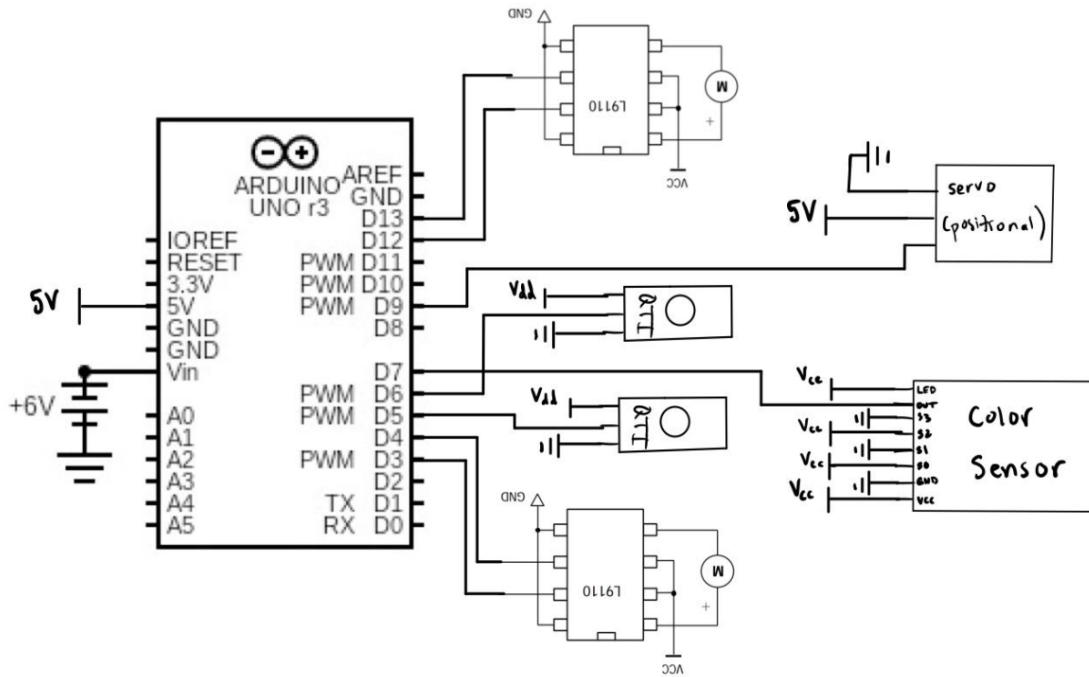 GND
L9110
M
+
VCC
ARDUINO
UNO r3
AREF
GND
D13
D12
IOREF
RESET
3.3V
5V
GND
GND
Vin
PWM D11
PWM D10
PWM D9
D8
D7
PWM D6
PWM D5
D4
PWM D3
D2
TX D1
RX D0
A0
A1
A2
A3
A4
A5
5V
+6V
servo
(positional)
5V
Vdd
QTI
Vdd
QTI
Vcc
Vcc
Vcc
Vcc
LED
OUT
S3
S2
S1
S0
GND
VCC
Color
Sensor
GND
L9110
M
+
VCC